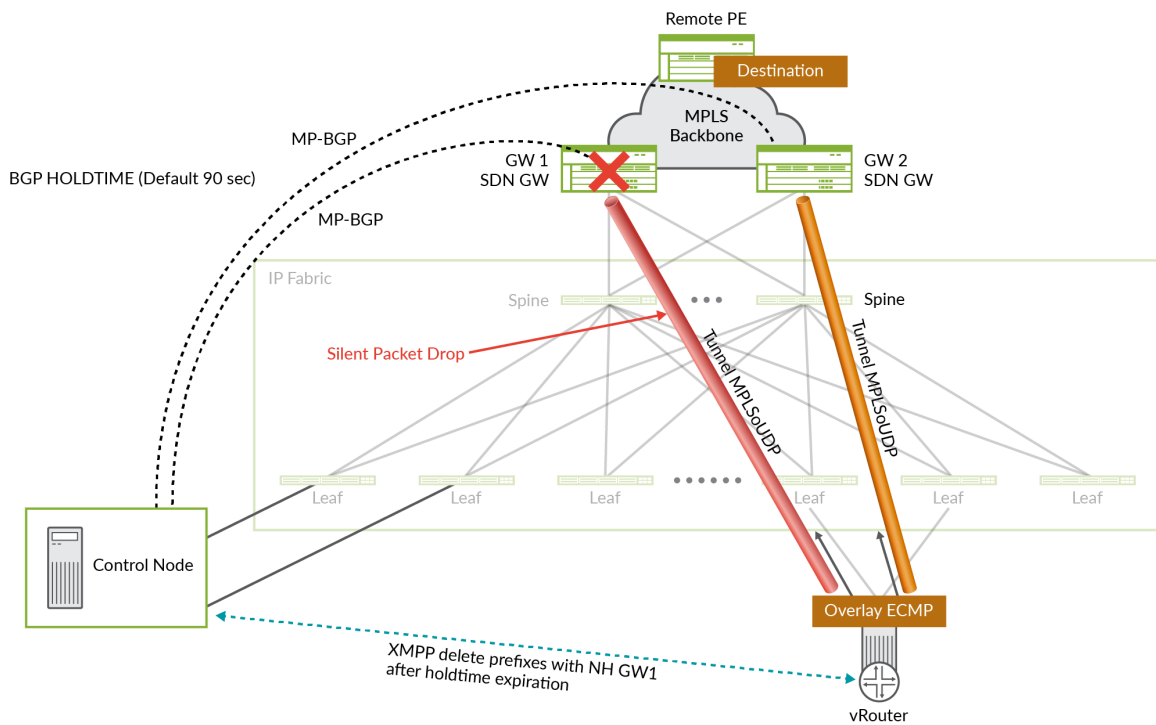 Remote PE
Destination
MPLS
Backbone
MP-BGP
GW 1
SDN GW
GW 2
SDN GW
BGP HOLDTIME (Default 90 sec)
MP-BGP
IP Fabric
Spine
Spine
Silent Packet Drop
Tunnel MPLSoUDP
Tunnel MPLSoUDP
Leaf
Leaf
Leaf
Leaf
Leaf
Leaf
Control Node
Overlay ECMP
XMPP delete prefixes with NH GW1
after holdtime expiration
vRouter